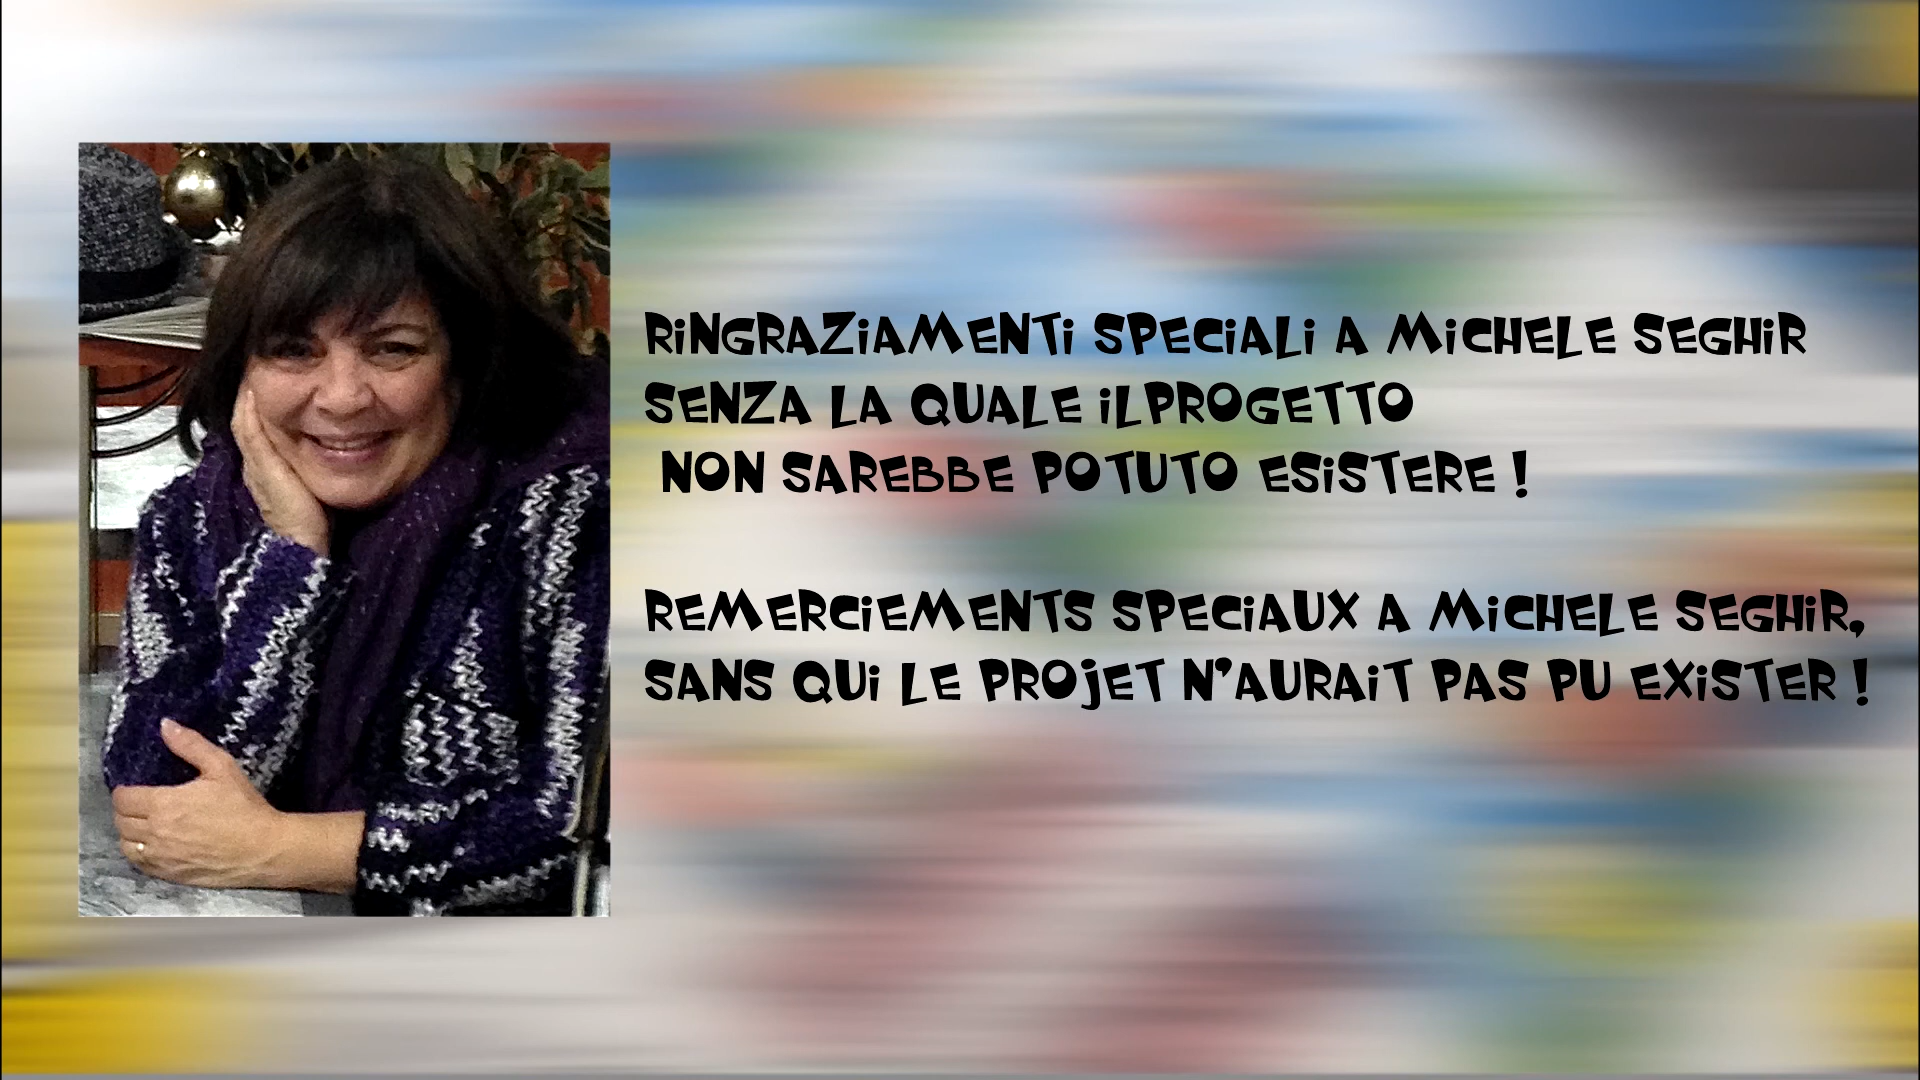 RiNGRAZiAMENTi SPECiALi A MiCHELE SEGHiR
SENZA LA QUALE iLPROGETTO
NON SAREBBE POTUTO ESiSTERE !
REMERCiEMENTS SPECiAUX A MiCHELE SEGHiR,
SANS QUi LE PROjET N'AURAiT PAS PU EXiSTER !